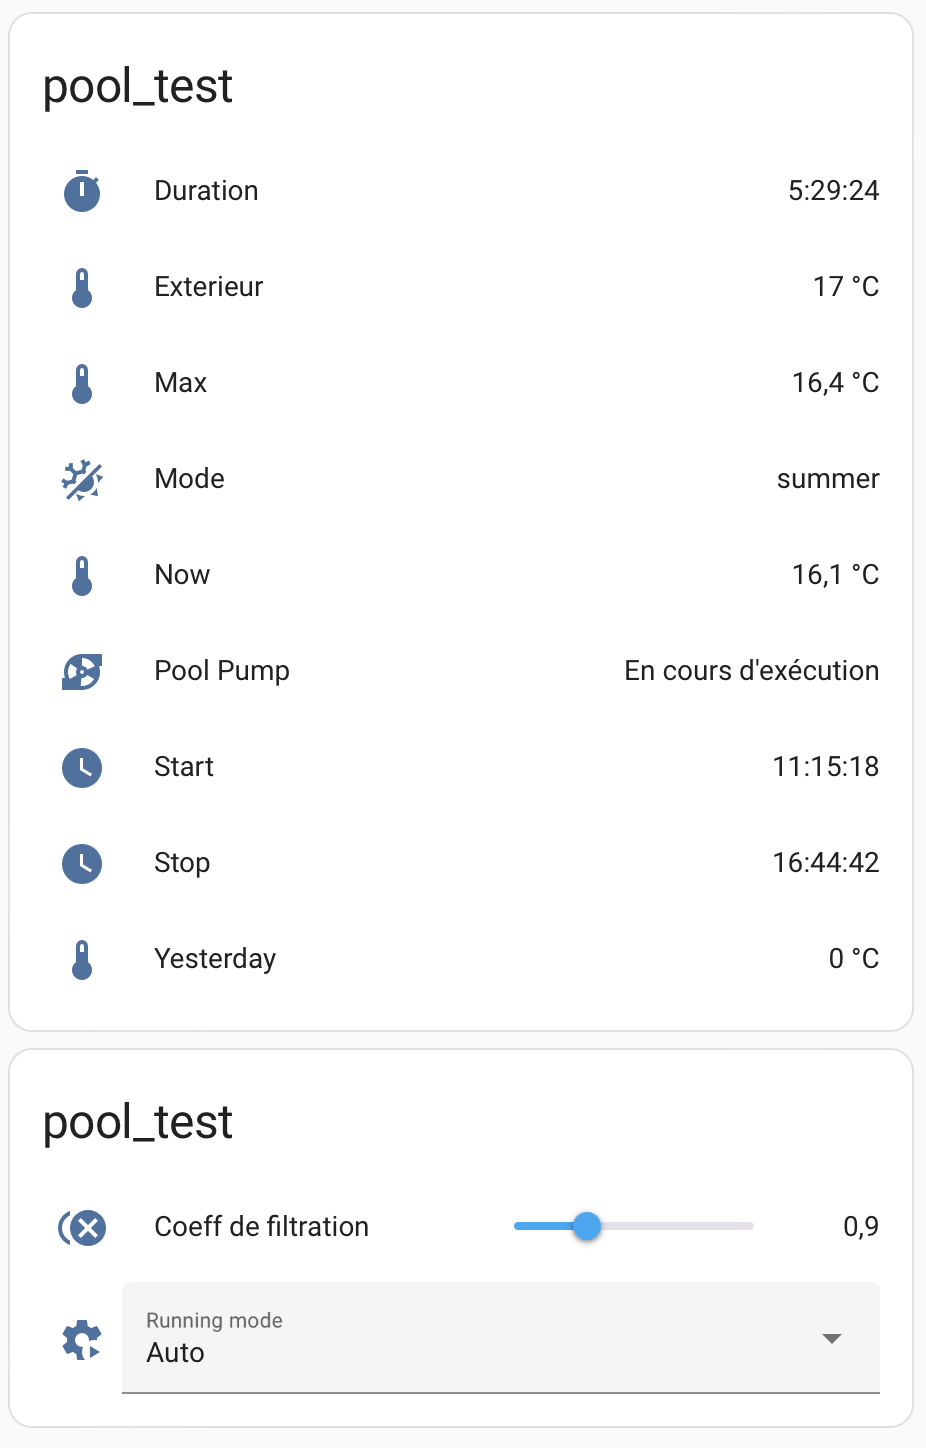 pool_test
Duration 5:29:24
Exterieur 17 °C
Max 16,4 °C
Mode summer
Now 16,1 °C
Pool Pump En cours d'exécution
Start 11:15:18
Stop 16:44:42
Yesterday 0 °C
pool_test
Coeff de filtration 0,9
Running mode
Auto